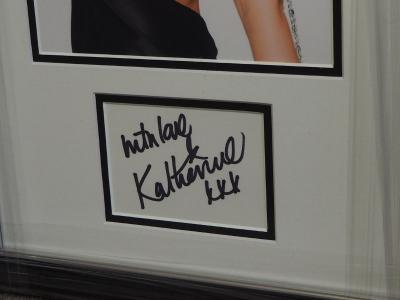 with love
Katherine
xxx